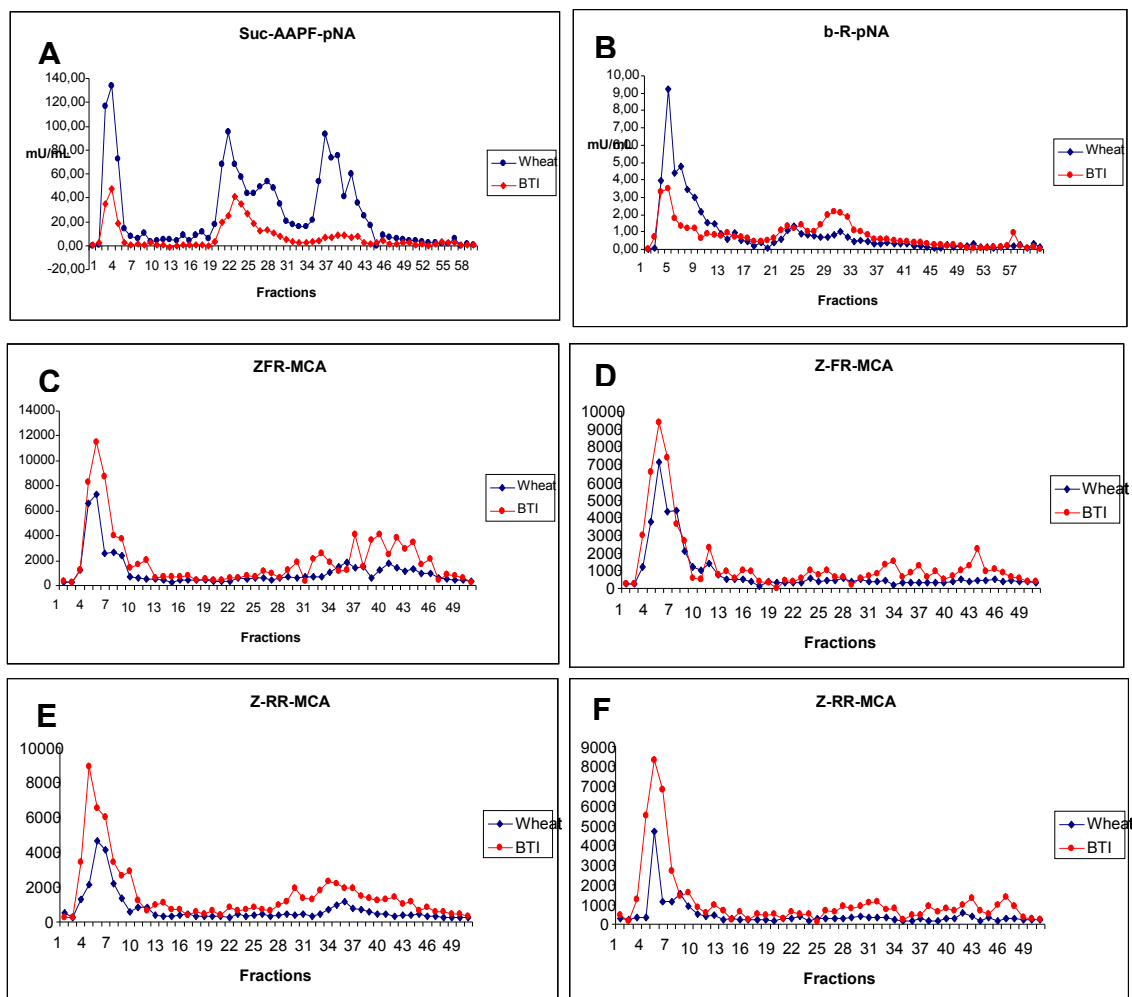 A
Suc-AAPF-pNA
140,00
120,00
100,00
mU/mL
80,00
60,00
40,00
20,00
0,00
-20,00
1 4 7 10 13 16 19 22 25 28 31 34 37 40 43 46 49 52 55 58
Fractions
Wheat
BTI
B
b-R-pNA
10,00
9,00
8,00
7,00
mU/mL
6,00
5,00
4,00
3,00
2,00
1,00
0,00
1 5 9 13 17 21 25 29 33 37 41 45 49 53 57
Fractions
Wheat
BTI
C
ZFR-MCA
14000
12000
10000
8000
6000
4000
2000
0
1 4 7 10 13 16 19 22 25 28 31 34 37 40 43 46 49
Fractions
Wheat
BTI
D
Z-FR-MCA
10000
9000
8000
7000
6000
5000
4000
3000
2000
1000
0
1 4 7 10 13 16 19 22 25 28 31 34 37 40 43 46 49
Fractions
Wheat
BTI
E
Z-RR-MCA
10000
8000
6000
4000
2000
0
1 4 7 10 13 16 19 22 25 28 31 34 37 40 43 46 49
Fractions
Wheat
BTI
F
Z-RR-MCA
9000
8000
7000
6000
5000
4000
3000
2000
1000
0
1 4 7 10 13 16 19 22 25 28 31 34 37 40 43 46 49
Fractions
Wheat
BTI